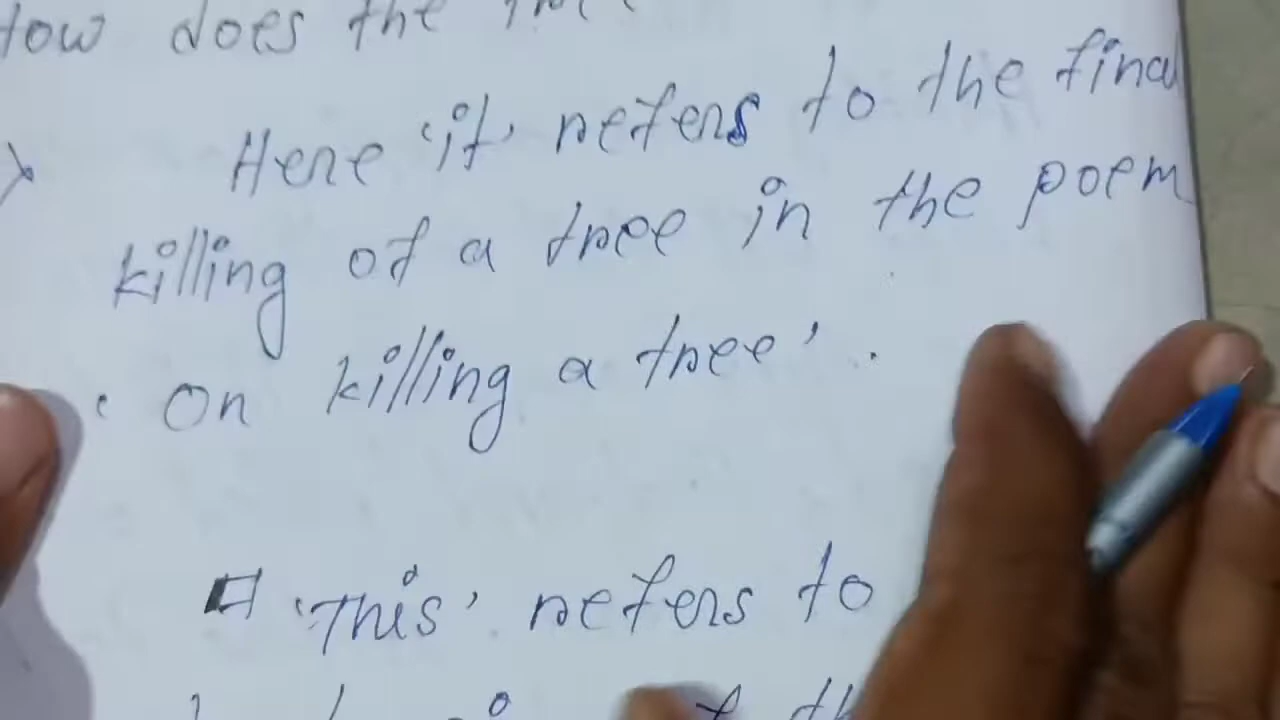 How does the
Here 'it' refers to the final
killing of a tree in the poem
'On killing a tree'.
'This' refers to